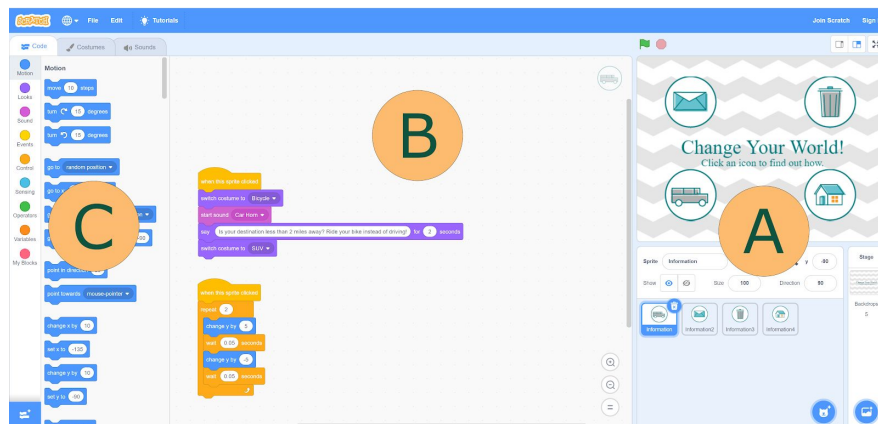 SCRATCH File Edit Tutorials Join Scratch Sign
Code Costumes Sounds
Motion
Looks
Sound
Events
Control
Sensing
Operators
Variables
My Blocks
Motion
move 10 steps
turn 15 degrees
turn 15 degrees
go to random position
go to x
point in direction
point towards mouse-pointer
change x by 10
set x to -135
change y by 10
set y to -90
C
B
when this sprite clicked
switch costume to Bicycle
start sound Car Horn
say Is your destination less than 2 miles away? Ride your bike instead of driving! for 2 seconds
switch costume to SUV
when this sprite clicked
repeat 2
change y by 5
wait 0.05 seconds
change y by -5
wait 0.05 seconds
Change Your World!
Click an icon to find out how.
A
Sprite Information y -90
Show Size 100 Direction 90
Information Information2 Information3 Information4
Stage
Backdrops
5